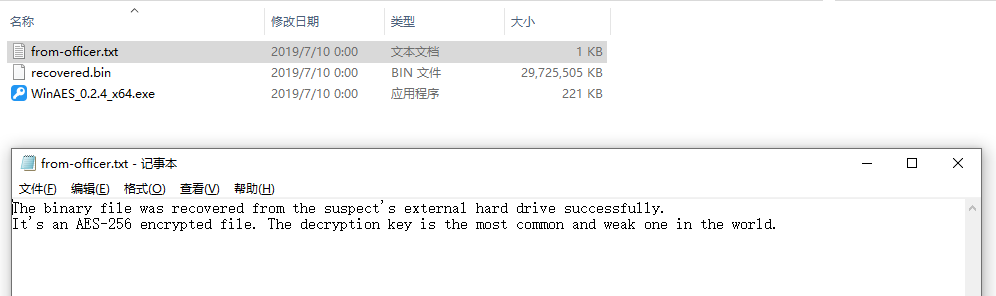 名称 修改日期 类型 大小
from-officer.txt 2019/7/10 0:00 文本文档 1 KB
recovered.bin 2019/7/10 0:00 BIN 文件 29,725,505 KB
WinAES_0.2.4_x64.exe 2019/7/10 0:00 应用程序 221 KB
from-officer.txt - 记事本
文件(F) 编辑(E) 格式(O) 查看(V) 帮助(H)
The binary file was recovered from the suspect's external hard drive successfully.
It's an AES-256 encrypted file. The decryption key is the most common and weak one in the world.